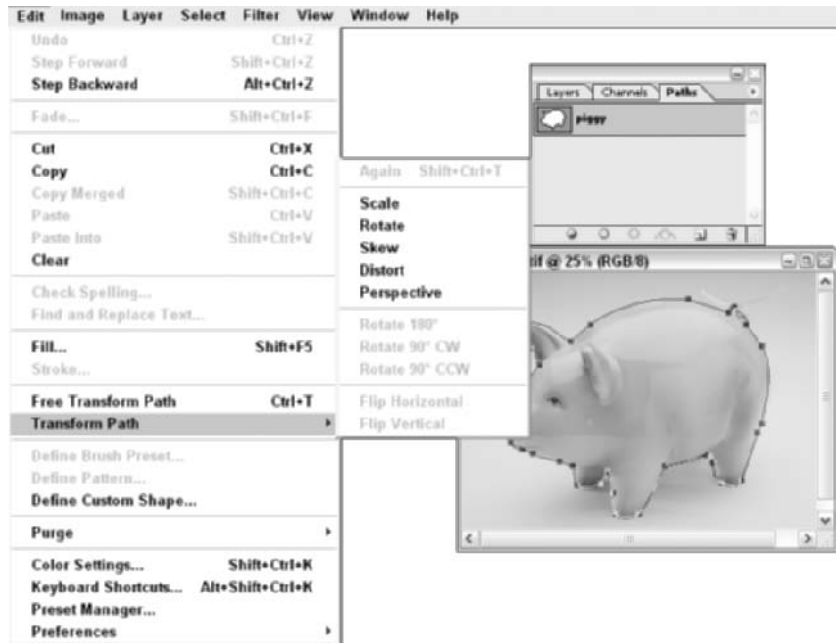 Edit Image Layer Select Filter View Window Help
Undo Ctrl+Z
Step Forward Shift+Ctrl+Z
Step Backward Alt+Ctrl+Z
Fade... Shift+Ctrl+F
Cut Ctrl+X
Copy Ctrl+C
Copy Merged Shift+Ctrl+C
Paste Ctrl+V
Paste Into Shift+Ctrl+V
Clear
Check Spelling...
Find and Replace Text...
Fill... Shift+F5
Stroke...
Free Transform Path Ctrl+T
Transform Path
Define Brush Preset...
Define Pattern...
Define Custom Shape...
Purge
Color Settings... Shift+Ctrl+K
Keyboard Shortcuts... Alt+Shift+Ctrl+K
Preset Manager...
Preferences
Again Shift+Ctrl+T
Scale
Rotate
Skew
Distort
Perspective
Rotate 180°
Rotate 90° CW
Rotate 90° CCW
Flip Horizontal
Flip Vertical
Layers Channels Paths
piggy
tif @ 25% (RGB/8)